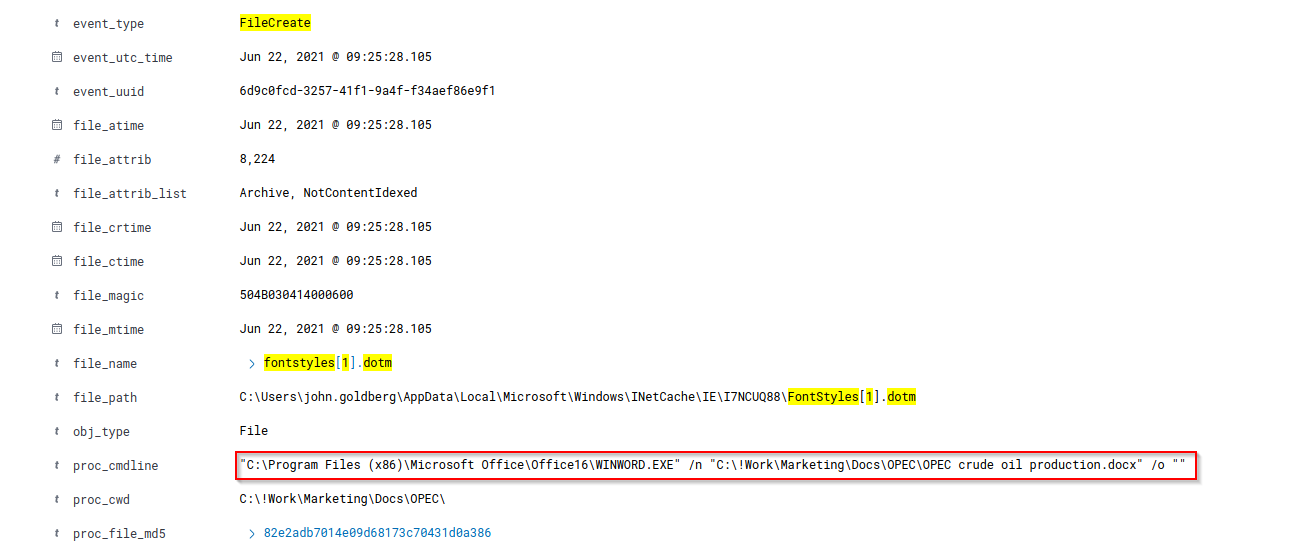 t event_type FileCreate
event_utc_time Jun 22, 2021 @ 09:25:28.105
t event_uuid 6d9c0fcd-3257-41f1-9a4f-f34aef86e9f1
file_atime Jun 22, 2021 @ 09:25:28.105
# file_attrib 8,224
t file_attrib_list Archive, NotContentIndexed
file_crtime Jun 22, 2021 @ 09:25:28.105
file_ctime Jun 22, 2021 @ 09:25:28.105
t file_magic 504B030414000600
file_mtime Jun 22, 2021 @ 09:25:28.105
t file_name > fontstyles[1].dotm
t file_path C:\Users\john.goldberg\AppData\Local\Microsoft\Windows\INetCache\IE\I7NCUQ88\FontStyles[1].dotm
t obj_type File
t proc_cmdline "C:\Program Files (x86)\Microsoft Office\Office16\WINWORD.EXE" /n "C:\!Work\Marketing\Docs\OPEC\OPEC crude oil production.docx" /o ""
t proc_cwd C:\!Work\Marketing\Docs\OPEC\
t proc_file_md5 > 82e2adb7014e09d68173c70431d0a386